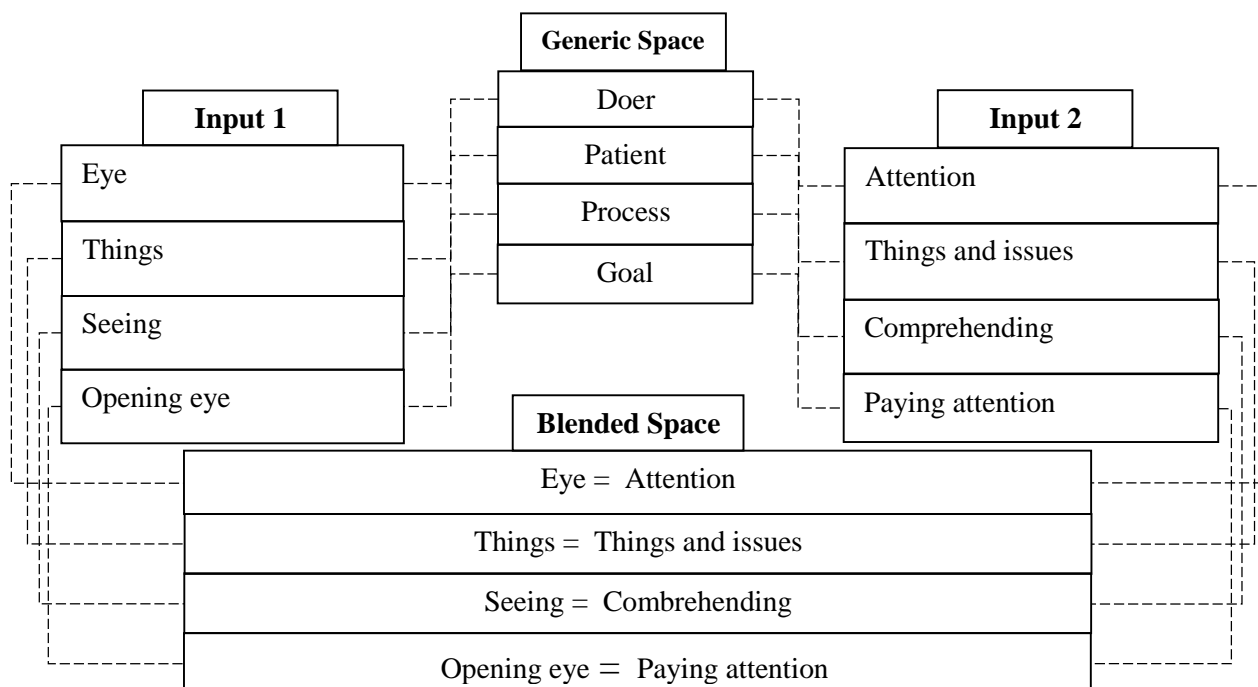 Generic Space
Doer
Patient
Process
Goal
Input 1
Eye
Things
Seeing
Opening eye
Input 2
Attention
Things and issues
Comprehending
Paying attention
Blended Space
Eye = Attention
Things = Things and issues
Seeing = Combrehending
Opening eye = Paying attention